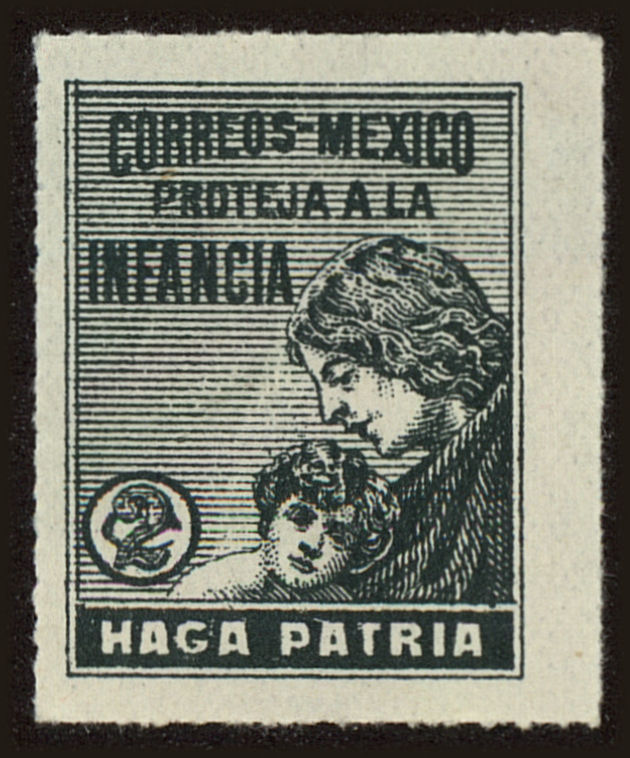 CORREOS-MEXICO
PROTEJA A LA
INFANCIA
2
HAGA PATRIA